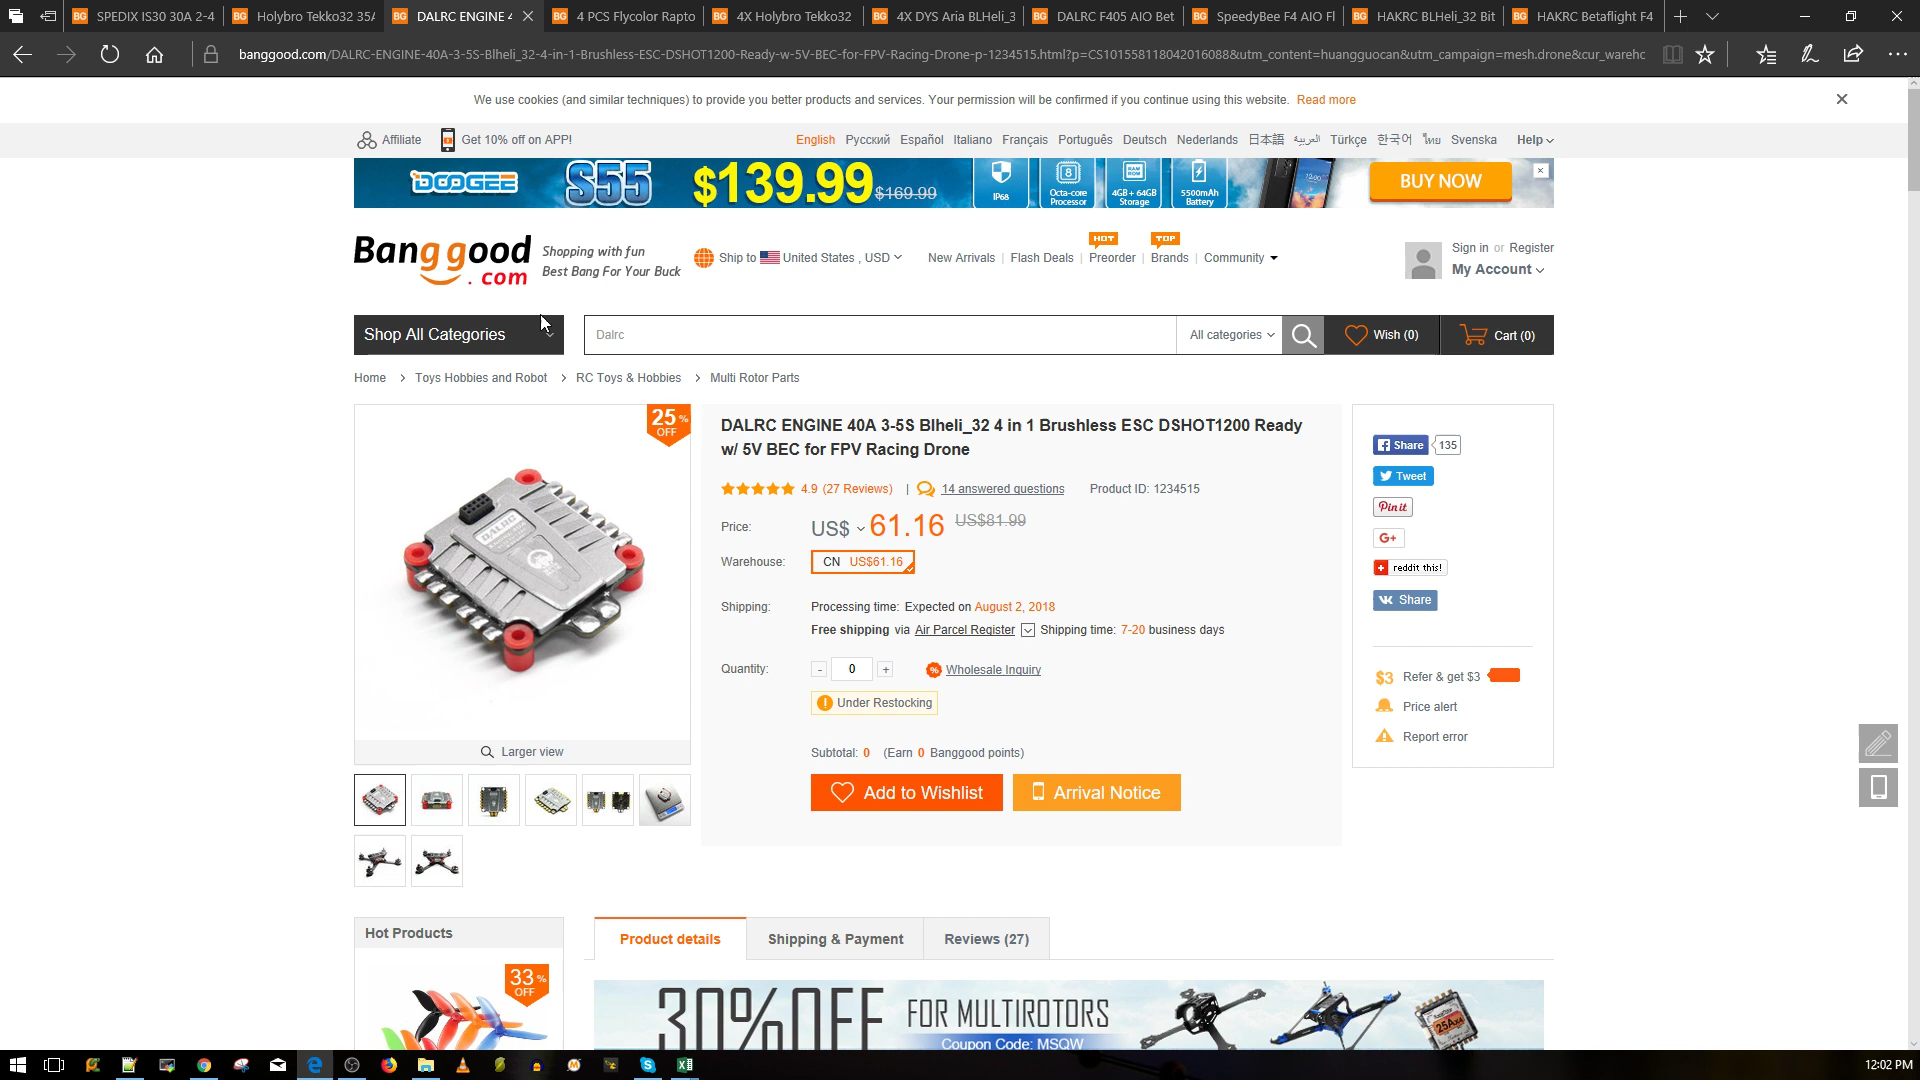 SPEDIX IS30 30A 2-4
Holybro Tekko32 35A
DALRC ENGINE 4
4 PCS Flycolor Rapto
4X Holybro Tekko32
4X DYS Aria BLHeli_3
DALRC F405 AIO Bet
SpeedyBee F4 AIO Fl
HAKRC BLHeli_32 Bit
HAKRC Betaflight F4
banggood.com/DALRC-ENGINE-40A-3-5S-Blheli_32-4-in-1-Brushless-ESC-DSHOT1200-Ready-w-5V-BEC-for-FPV-Racing-Drone-p-1234515.html?p=CS101558118042016088&utm_content=huangguocan&utm_campaign=mesh.drone&cur_warehc
We use cookies (and similar techniques) to provide you better products and services. Your permission will be confirmed if you continue using this website. Read more
Affiliate Get 10% off on APP!
English Русский Español Italiano Français Português Deutsch Nederlands 日本語 العربية Türkçe 한국어 ไทย Svenska Help
DOOGEE S55 $139.99 $169.99
IP68
Octa-core Processor
4GB + 64GB Storage
5500mAh Battery
BUY NOW
Banggood.com
Shopping with fun
Best Bang For Your Buck
Ship to United States , USD
New Arrivals | Flash Deals | Preorder | Brands | Community
HOT
TOP
Sign in or Register
My Account
Shop All Categories
Dalrc
All categories
Wish (0)
Cart (0)
Home > Toys Hobbies and Robot > RC Toys & Hobbies > Multi Rotor Parts
25% OFF
DALRC
Larger view
DALRC ENGINE 40A 3-5S Blheli_32 4 in 1 Brushless ESC DSHOT1200 Ready
w/ 5V BEC for FPV Racing Drone
4.9 (27 Reviews) | 14 answered questions Product ID: 1234515
Price: US$ 61.16 US$81.99
Warehouse: CN US$61.16
Shipping: Processing time: Expected on August 2, 2018
Free shipping via Air Parcel Register Shipping time: 7-20 business days
Quantity: - 0 + Wholesale Inquiry
Under Restocking
Subtotal: 0 (Earn 0 Banggood points)
Add to Wishlist
Arrival Notice
Share 135
Tweet
Pin it
G+
reddit this!
Share
$3 Refer & get $3
Price alert
Report error
Hot Products
33% OFF
Product details
Shipping & Payment
Reviews (27)
30%OFF FOR MULTIROTORS
Coupon Code: MSQW
25Ax4
12:02 PM